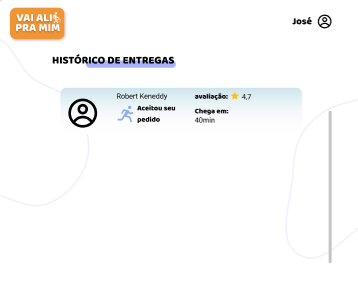 VAI ALI
PRA MIM
José
HISTÓRICO DE ENTREGAS
Robert Keneddy
Aceitou seu
pedido
avaliação: 4,7
Chega em:
40min